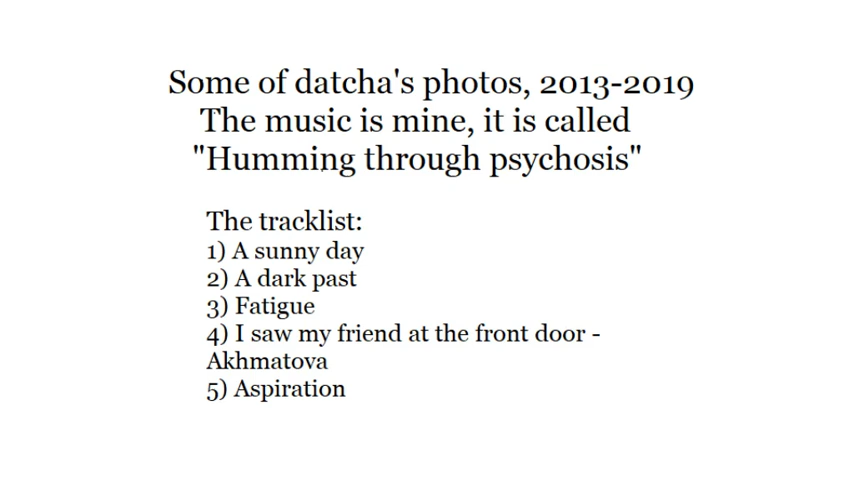 Some of datcha's photos, 2013-2019
The music is mine, it is called
"Humming through psychosis"
The tracklist:
1) A sunny day
2) A dark past
3) Fatigue
4) I saw my friend at the front door -
Akhmatova
5) Aspiration